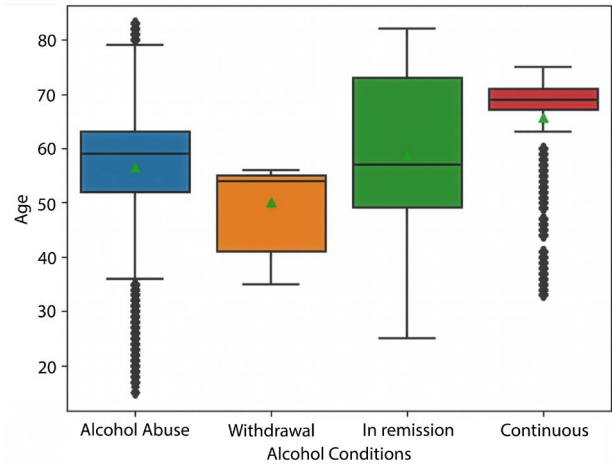 80
70
60
50
40
30
20
Age
Alcohol Abuse
Withdrawal
In remission
Continuous
Alcohol Conditions